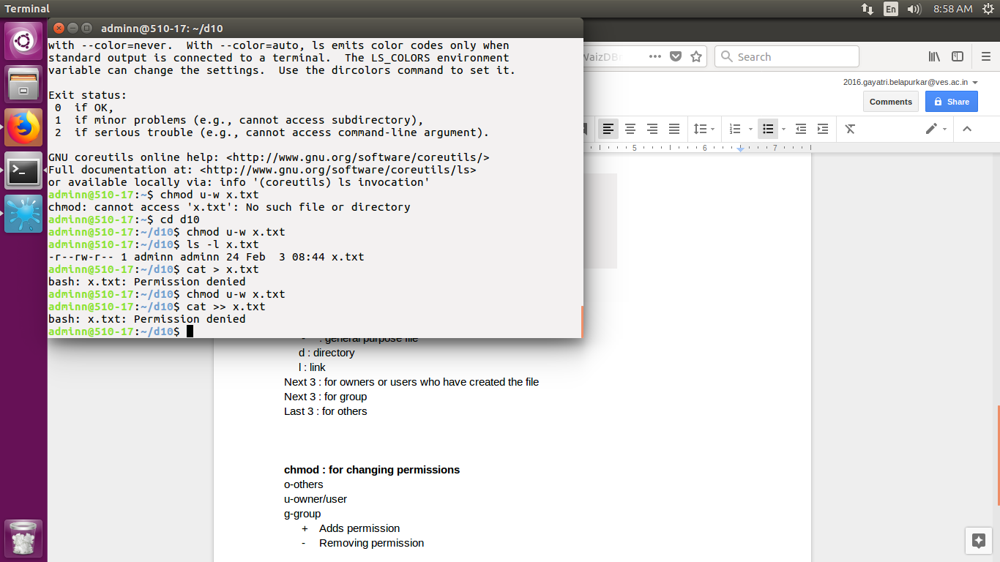 Terminal
En
8:58 AM
adminn@510-17: ~/d10
with --color=never.  With --color=auto, ls emits color codes only when
standard output is connected to a terminal.  The LS_COLORS environment
variable can change the settings.  Use the dircolors command to set it.
Exit status:
 0  if OK,
 1  if minor problems (e.g., cannot access subdirectory),
 2  if serious trouble (e.g., cannot access command-line argument).
GNU coreutils online help: <http://www.gnu.org/software/coreutils/>
Full documentation at: <http://www.gnu.org/software/coreutils/ls>
or available locally via: info '(coreutils) ls invocation'
adminn@510-17:~$ chmod u-w x.txt
chmod: cannot access 'x.txt': No such file or directory
adminn@510-17:~$ cd d10
adminn@510-17:~/d10$ chmod u-w x.txt
adminn@510-17:~/d10$ ls -l x.txt
-r--rw-r-- 1 adminn adminn 24 Feb  3 08:44 x.txt
adminn@510-17:~/d10$ cat > x.txt
bash: x.txt: Permission denied
adminn@510-17:~/d10$ chmod u-w x.txt
adminn@510-17:~/d10$ cat >> x.txt
bash: x.txt: Permission denied
adminn@510-17:~/d10$
Search
2016.gayatri.belapurkar@ves.ac.in
Comments
Share
5 6 7
- : general purpose file
d : directory
l : link
Next 3 : for owners or users who have created the file
Next 3 : for group
Last 3 : for others
chmod : for changing permissions
o-others
u-owner/user
g-group
+ Adds permission
- Removing permission